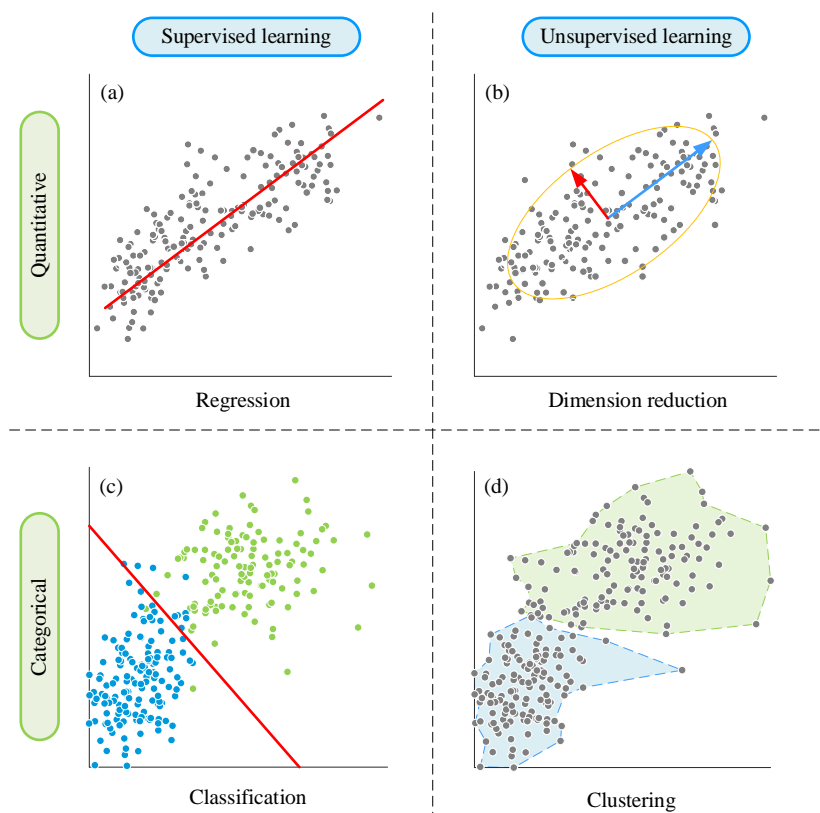 Supervised learning
Unsupervised learning
Quantitative
(a)
(b)
Regression
Dimension reduction
Categorical
(c)
(d)
Classification
Clustering